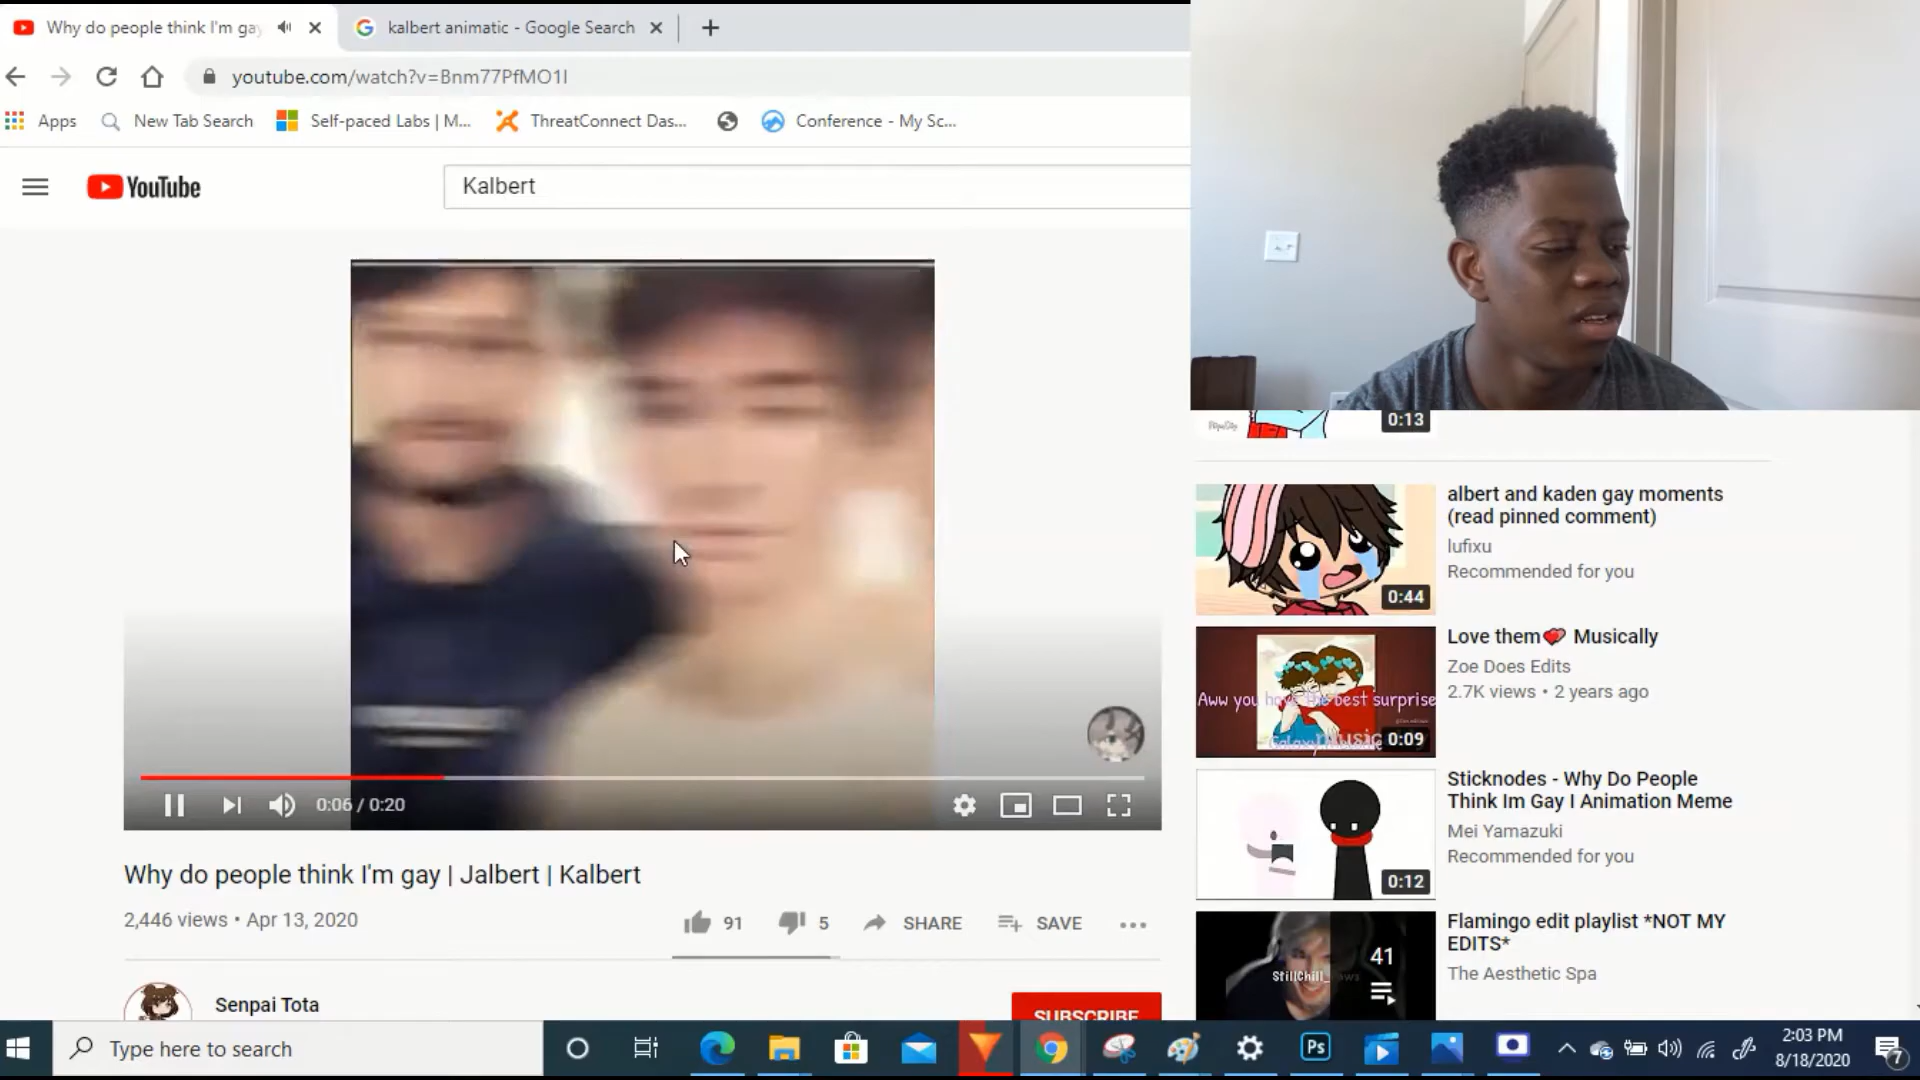 Why do people think I'm gay
kalbert animatic - Google Search
youtube.com/watch?v=Bnm77PfMO1I
Apps
New Tab Search
Self-paced Labs | M...
ThreatConnect Das...
Conference - My Sc...
YouTube
Kalbert
0:06 / 0:20
Why do people think I'm gay | Jalbert | Kalbert
2,446 views • Apr 13, 2020
91
5
SHARE
SAVE
Senpai Tota
SUBSCRIBE
0:13
albert and kaden gay moments
(read pinned comment)
lufixu
Recommended for you
0:44
Love them💞 Musically
Zoe Does Edits
2.7K views • 2 years ago
Aww you have the best surprise
0:09
Sticknodes - Why Do People
Think Im Gay I Animation Meme
Mei Yamazuki
Recommended for you
0:12
Flamingo edit playlist *NOT MY
EDITS*
The Aesthetic Spa
41
Type here to search
Ps
2:03 PM
8/18/2020
7